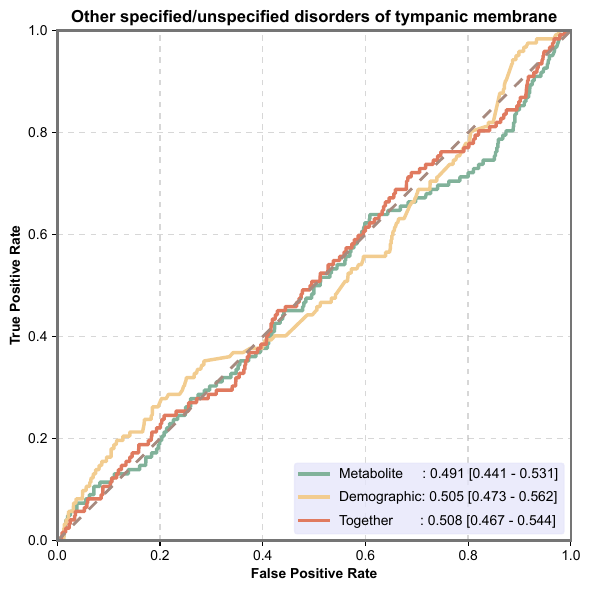 Other specified/unspecified disorders of tympanic membrane
True Positive Rate
1.0
0.8
0.6
0.4
0.2
0.0
Metabolite : 0.491 [0.441 - 0.531]
Demographic: 0.505 [0.473 - 0.562]
Together : 0.508 [0.467 - 0.544]
0.0 0.2 0.4 0.6 0.8 1.0
False Positive Rate